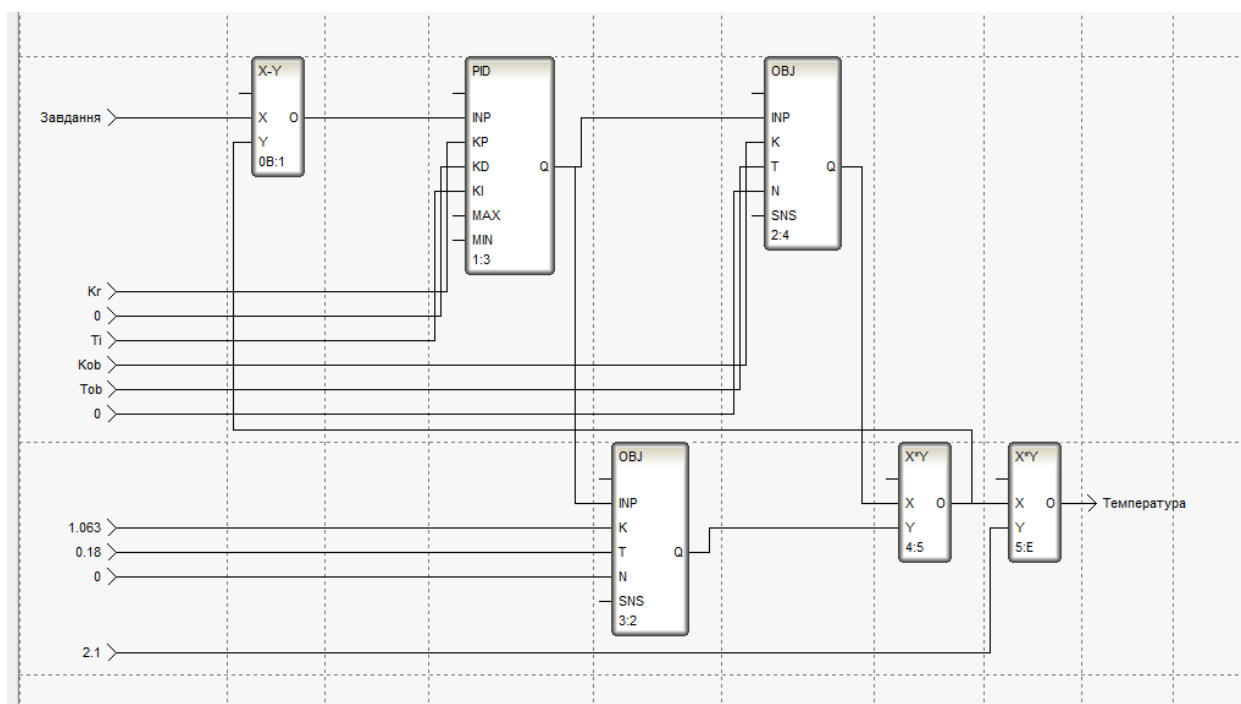 X-Y
X O
Y
0B:1
PID
INP
KP
KD Q
KI
MAX
MIN
1:3
OBJ
INP
K
T Q
N
SNS
2:4
Завдання
Kr
0
Ti
Kob
Tob
0
OBJ
INP
K
T Q
N
SNS
3:2
X*Y
X O
Y
4:5
X*Y
X O
Y
5:E
Температура
1.063
0.18
0
2.1